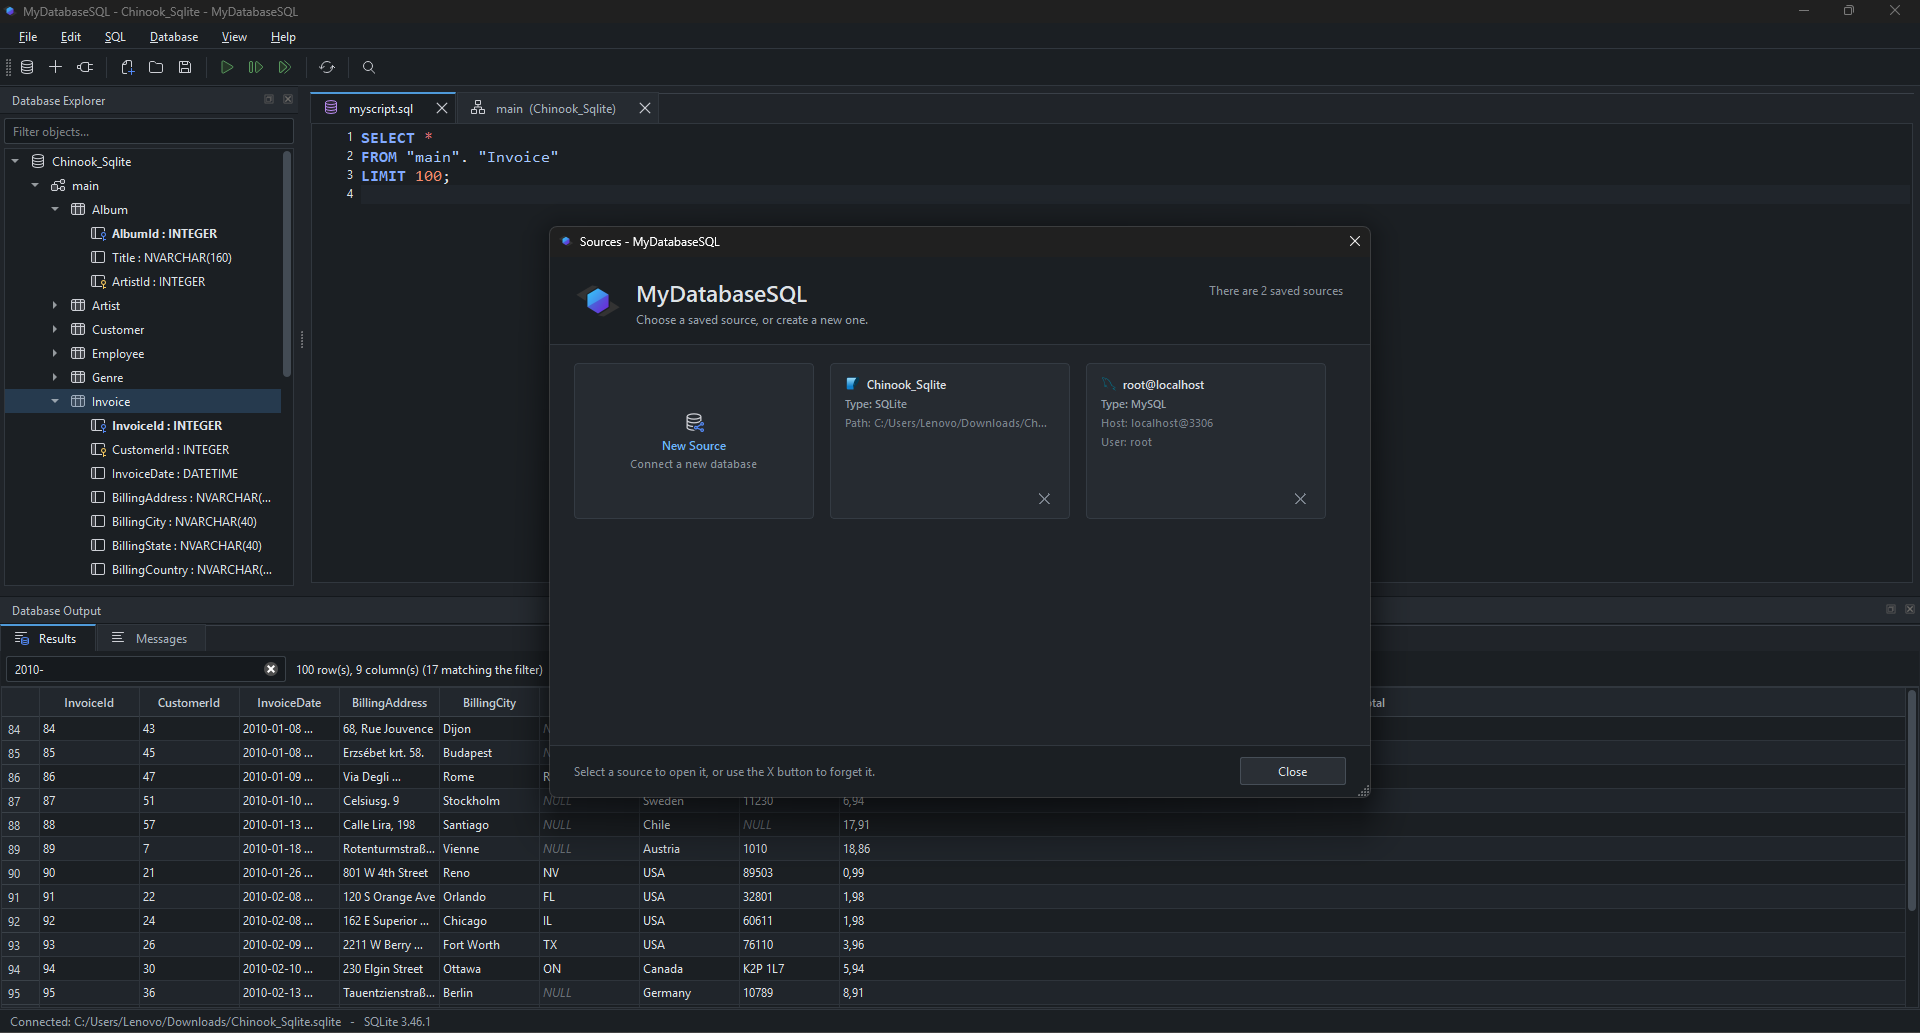 MyDatabaseSQL - Chinook_Sqlite - MyDatabaseSQL
File Edit SQL Database View Help
Database Explorer
Filter objects...
Chinook_Sqlite
main
Album
AlbumId : INTEGER
Title : NVARCHAR(160)
ArtistId : INTEGER
Artist
Customer
Employee
Genre
Invoice
InvoiceId : INTEGER
CustomerId : INTEGER
InvoiceDate : DATETIME
BillingAddress : NVARCHAR(...
BillingCity : NVARCHAR(40)
BillingState : NVARCHAR(40)
BillingCountry : NVARCHAR(...
myscript.sql
main (Chinook_Sqlite)
1 SELECT *
2 FROM "main". "Invoice"
3 LIMIT 100;
4
Sources - MyDatabaseSQL
MyDatabaseSQL
Choose a saved source, or create a new one.
There are 2 saved sources
New Source
Connect a new database
Chinook_Sqlite
Type: SQLite
Path: C:/Users/Lenovo/Downloads/Ch...
root@localhost
Type: MySQL
Host: localhost@3306
User: root
Select a source to open it, or use the X button to forget it.
Close
Database Output
Results Messages
2010-
100 row(s), 9 column(s) (17 matching the filter)
InvoiceId CustomerId InvoiceDate BillingAddress BillingCity
84 84 43 2010-01-08 ... 68, Rue Jouvence Dijon
85 85 45 2010-01-08 ... Erzsébet krt. 58. Budapest
86 86 47 2010-01-09 ... Via Degli ... Rome
87 87 51 2010-01-10 ... Celsiusg. 9 Stockholm NULL Sweden 11230 6,94
88 88 57 2010-01-13 ... Calle Lira, 198 Santiago NULL Chile NULL 17,91
89 89 7 2010-01-18 ... Rotenturmstraß... Vienne NULL Austria 1010 18,86
90 90 21 2010-01-26 ... 801 W 4th Street Reno NV USA 89503 0,99
91 91 22 2010-02-08 ... 120 S Orange Ave Orlando FL USA 32801 1,98
92 92 24 2010-02-08 ... 162 E Superior ... Chicago IL USA 60611 1,98
93 93 26 2010-02-09 ... 2211 W Berry ... Fort Worth TX USA 76110 3,96
94 94 30 2010-02-10 ... 230 Elgin Street Ottawa ON Canada K2P 1L7 5,94
95 95 36 2010-02-13 ... Tauentzienstraß... Berlin NULL Germany 10789 8,91
Connected: C:/Users/Lenovo/Downloads/Chinook_Sqlite.sqlite - SQLite 3.46.1